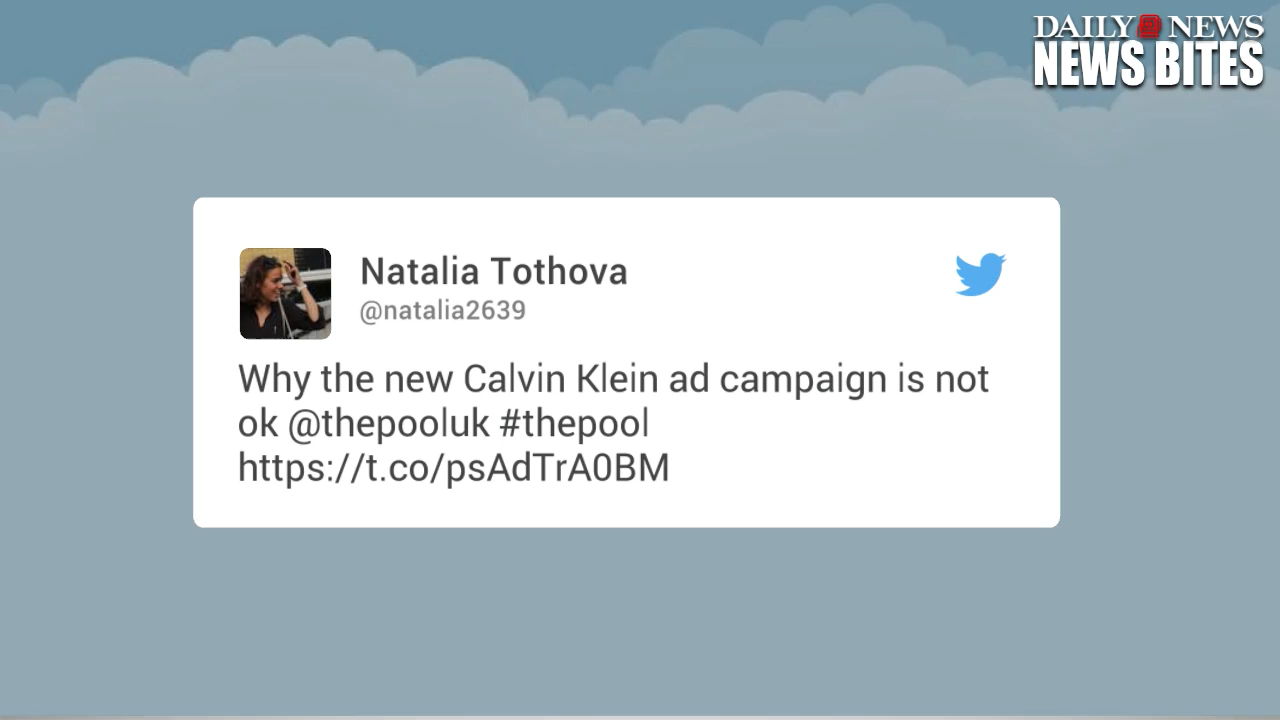 DAILY NEWS
NEWS BITES
Natalia Tothova
@natalia2639
Why the new Calvin Klein ad campaign is not
ok @thepooluk #thepool
https://t.co/psAdTrA0BM